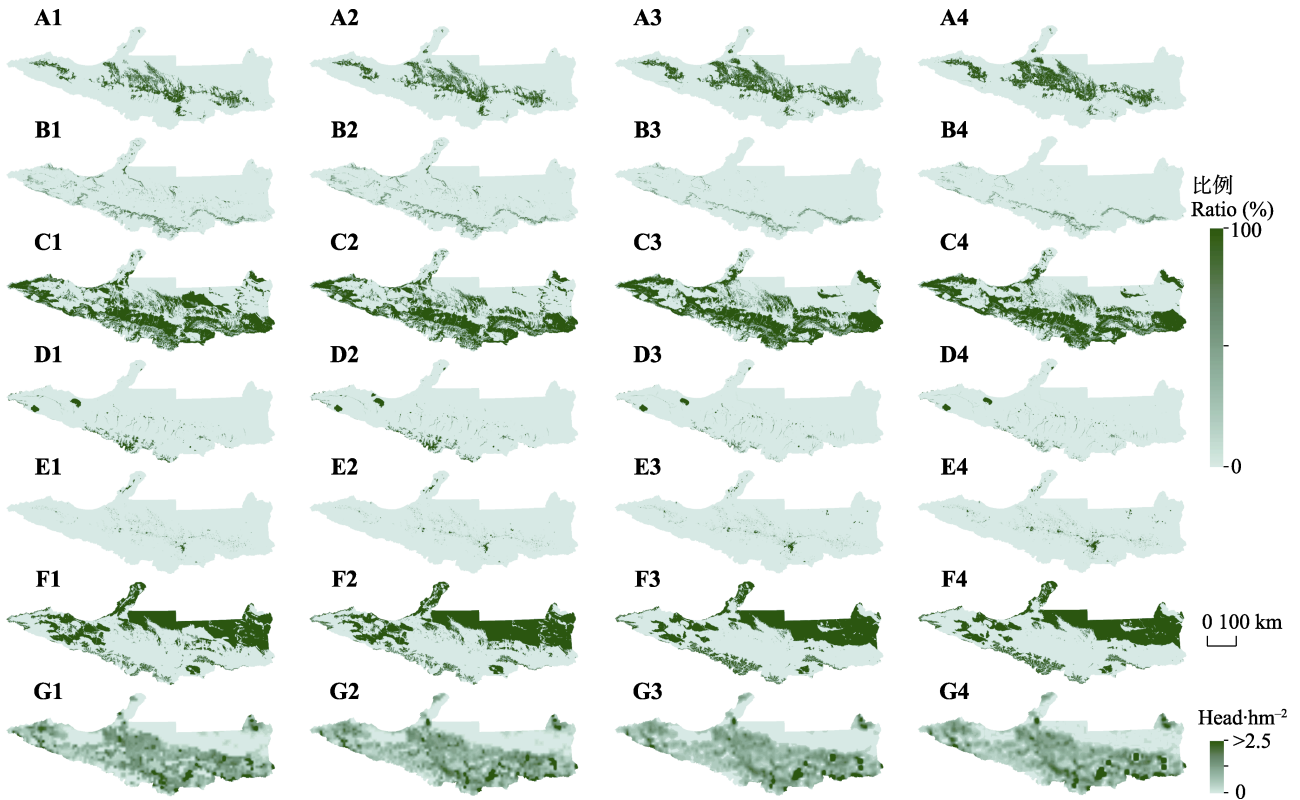 A1 A2 A3 A4
B1 B2 B3 B4
比例
Ratio (%)
100
C1 C2 C3 C4
D1 D2 D3 D4
0
E1 E2 E3 E4
F1 F2 F3 F4
0 100 km
G1 G2 G3 G4
Head·hm⁻²
>2.5
0